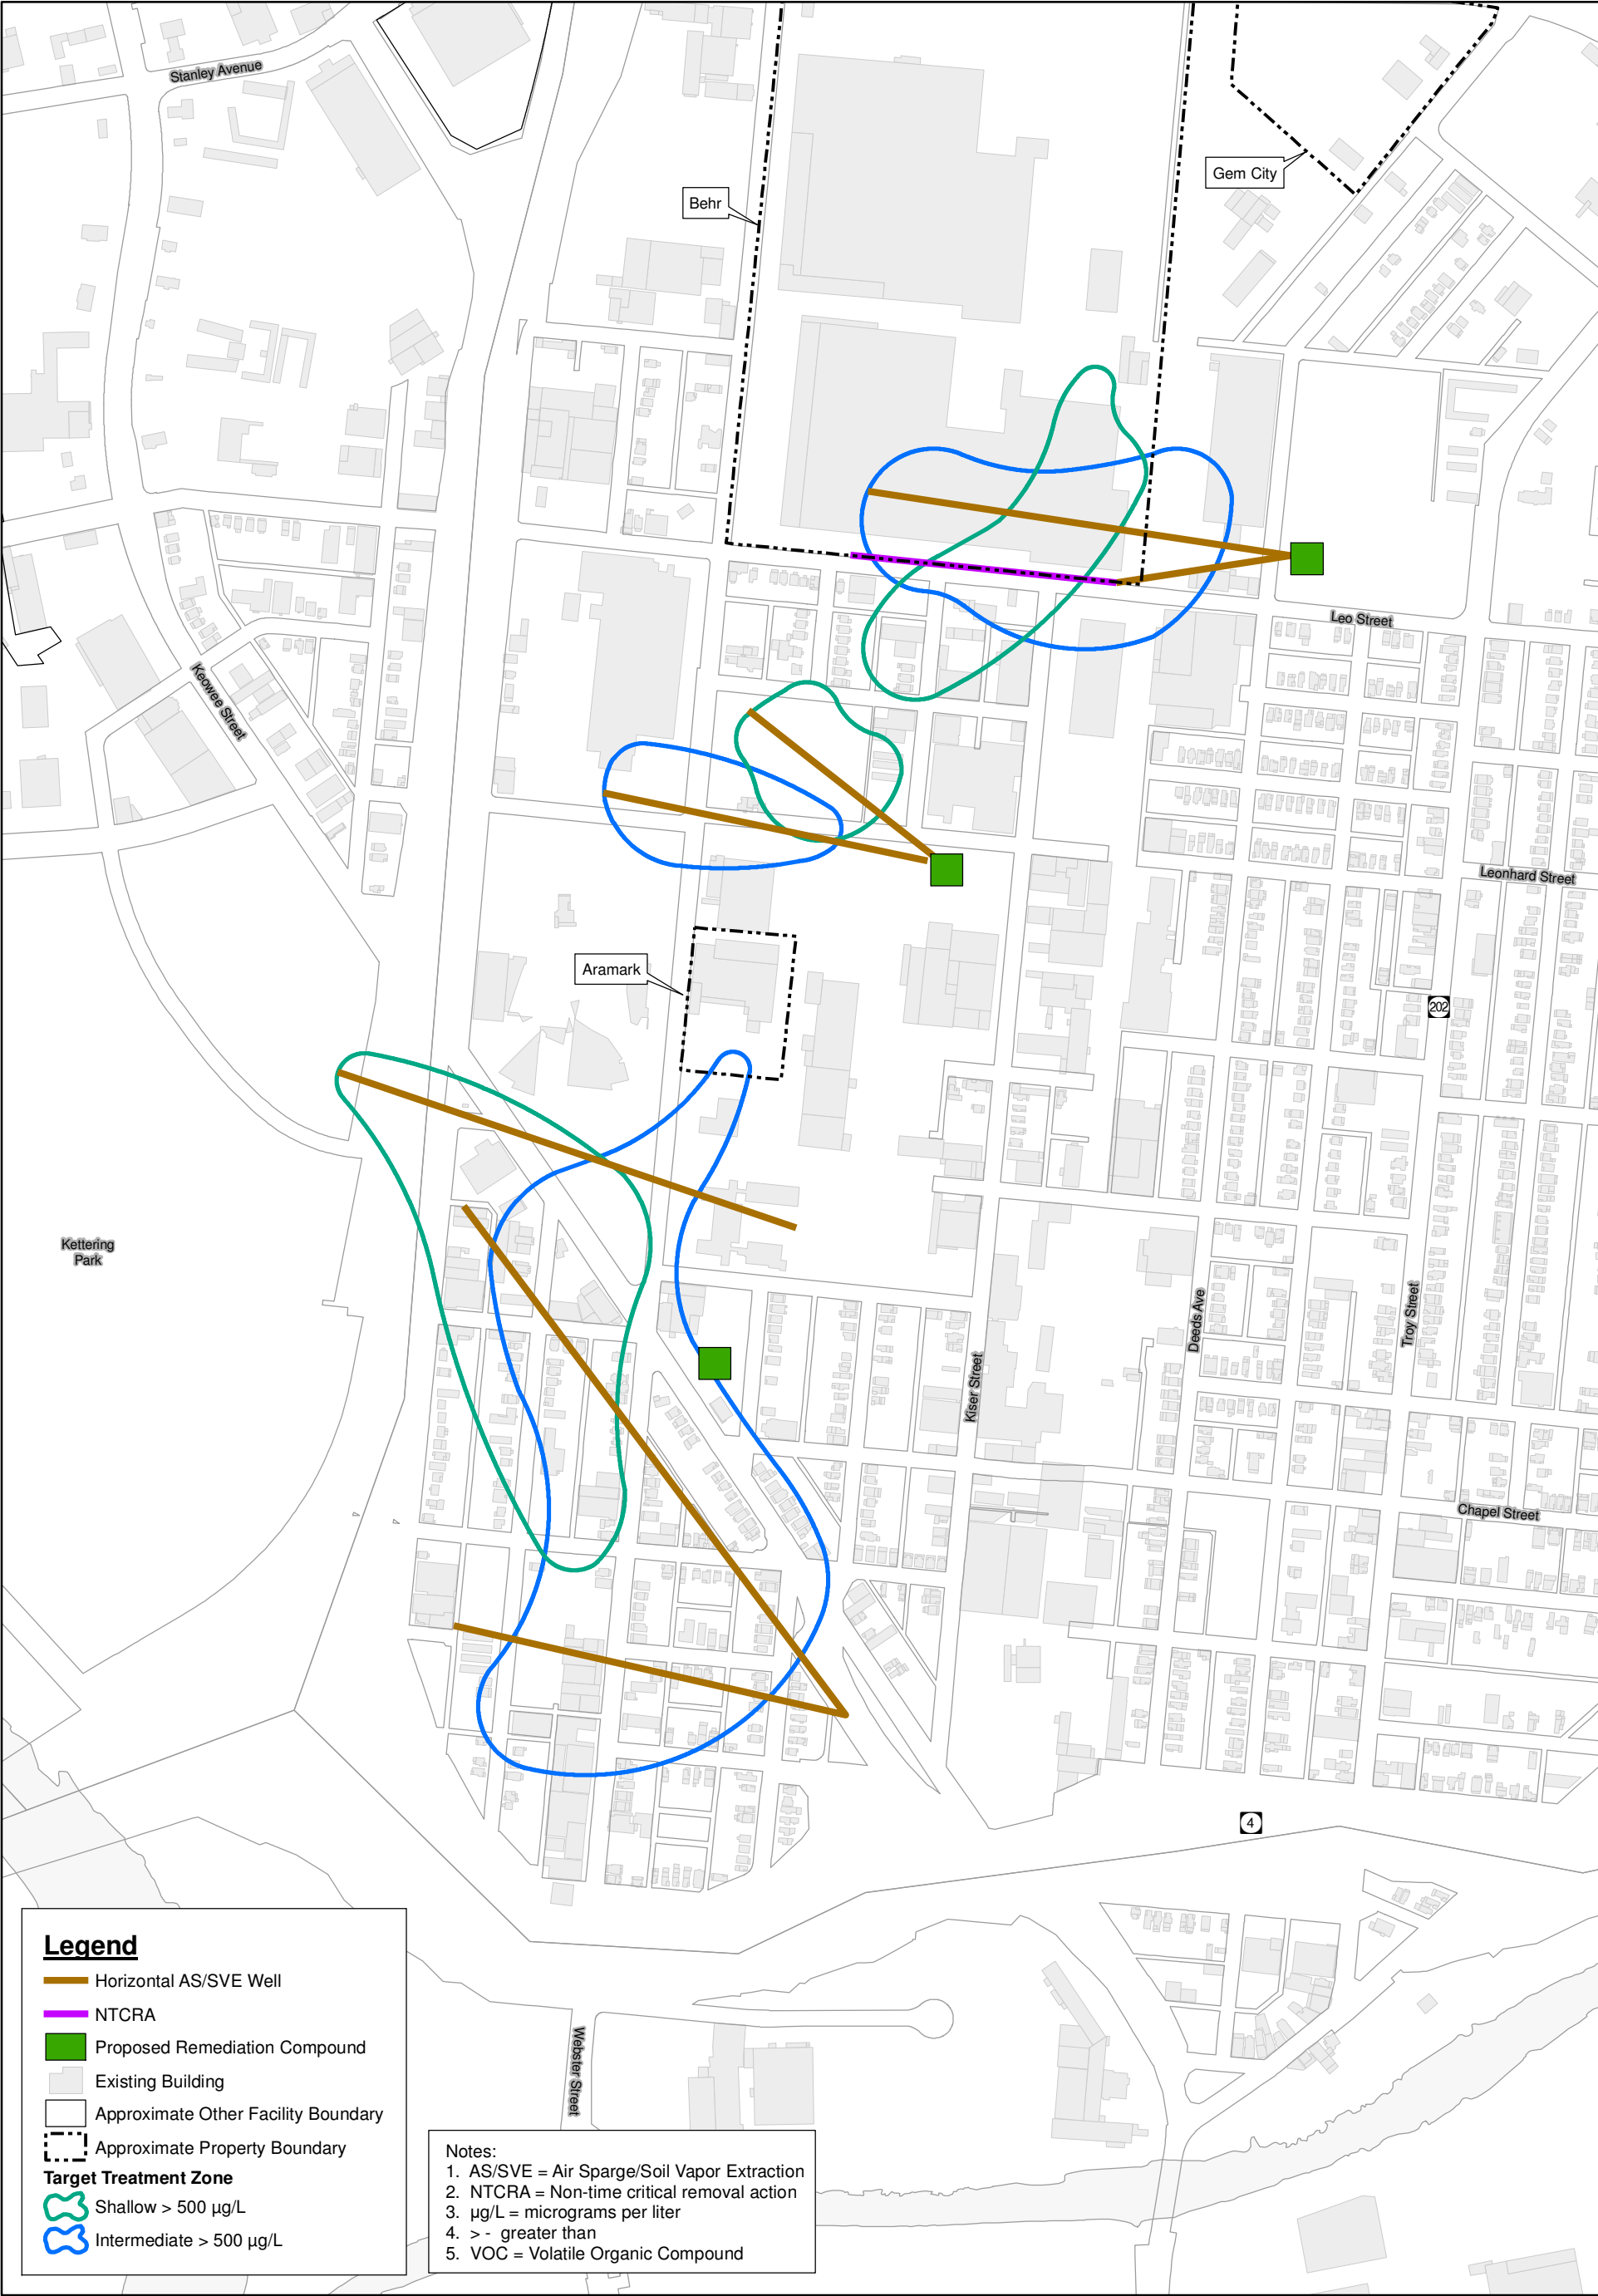 Stanley Avenue
Gem City
Behr
Leo Street
Keowee Street
Leonhard Street
Aramark
202
Kettering
Park
Deeds Ave
Troy Street
Kiser Street
Chapel Street
4
Webster Street
Legend
Horizontal AS/SVE Well
NTCRA
Proposed Remediation Compound
Existing Building
Approximate Other Facility Boundary
Approximate Property Boundary
Target Treatment Zone
Shallow > 500 µg/L
Intermediate > 500 µg/L
Notes:
1. AS/SVE = Air Sparge/Soil Vapor Extraction
2. NTCRA = Non-time critical removal action
3. µg/L = micrograms per liter
4. > - greater than
5. VOC = Volatile Organic Compound